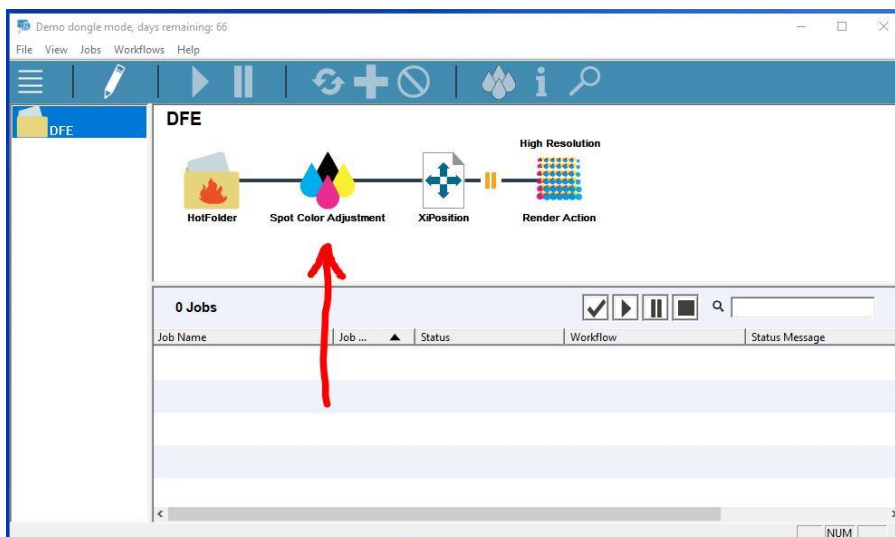 Demo dongle mode, days remaining: 66
File View Jobs Workflows Help
DFE
DFE
High Resolution
HotFolder Spot Color Adjustment XiPosition Render Action
0 Jobs
Job Name Job ... Status Workflow Status Message
NUM